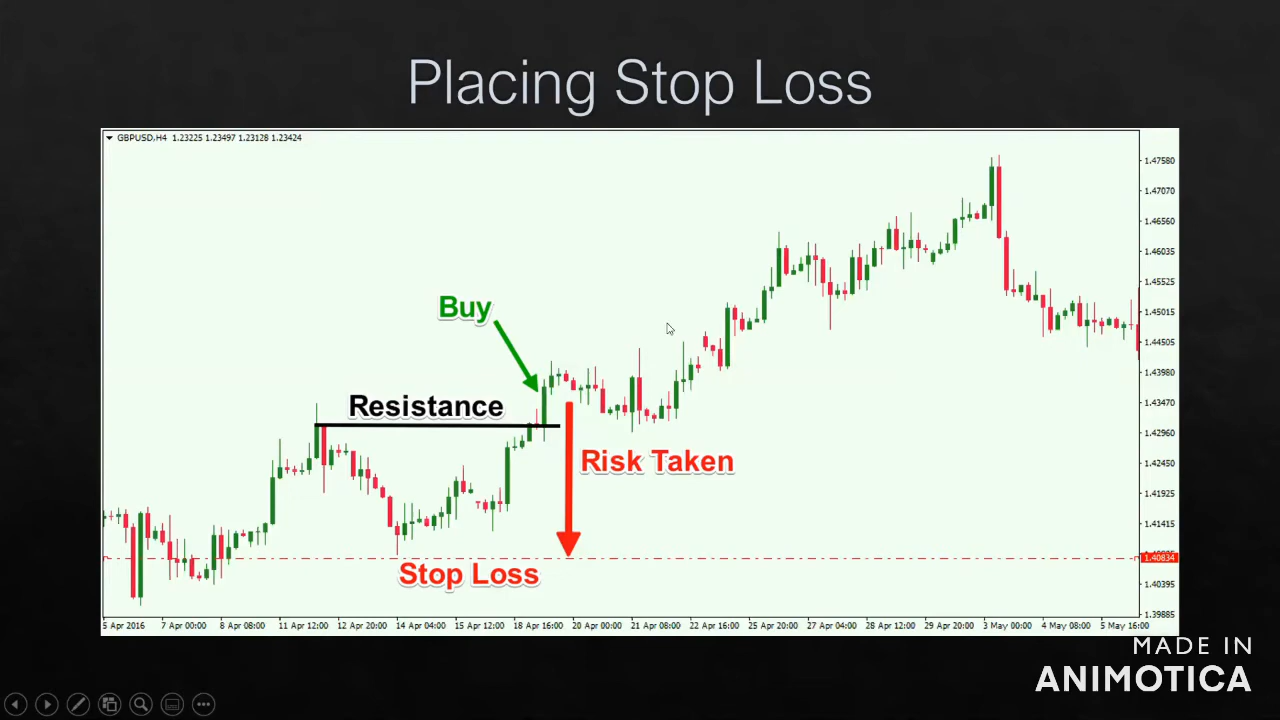 Placing Stop Loss
GBPUSD,H4 1.23225 1.23497 1.23128 1.23424
1.47580
1.47070
1.46560
1.46035
1.45525
1.45015
1.44505
1.43980
1.43470
1.42960
1.42450
1.41925
1.41415
1.40834
1.40395
1.39885
Buy
Resistance
Risk Taken
Stop Loss
5 Apr 2016 7 Apr 00:00 8 Apr 08:00 11 Apr 12:00 12 Apr 20:00 14 Apr 04:00 15 Apr 12:00 18 Apr 16:00 20 Apr 00:00 21 Apr 08:00 22 Apr 16:00 25 Apr 20:00 27 Apr 04:00 28 Apr 12:00 29 Apr 20:00 3 May 00:00 4 May 08:00 5 May 16:00
MADE IN
ANIMOTICA